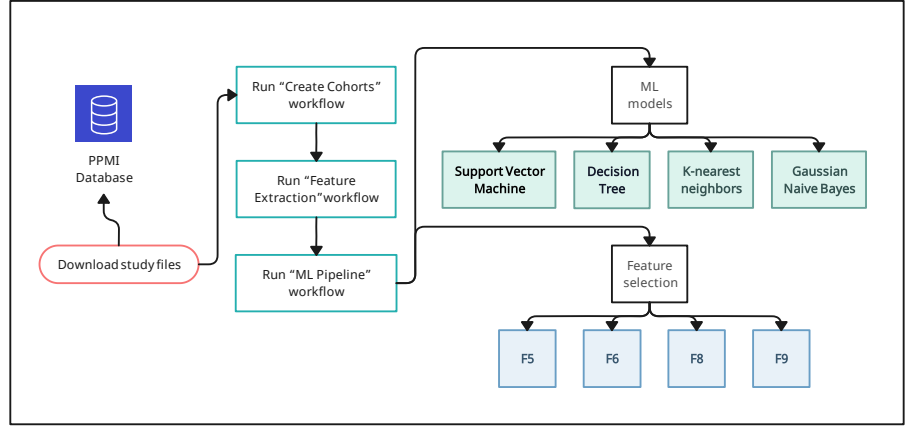 PPMI
Database
Download study files
Run “Create Cohorts”
workflow
Run “Feature
Extraction” workflow
Run “ML Pipeline”
workflow
ML
models
Support Vector
Machine
Decision
Tree
K-nearest
neighbors
Gaussian
Naive Bayes
Feature
selection
F5
F6
F8
F9